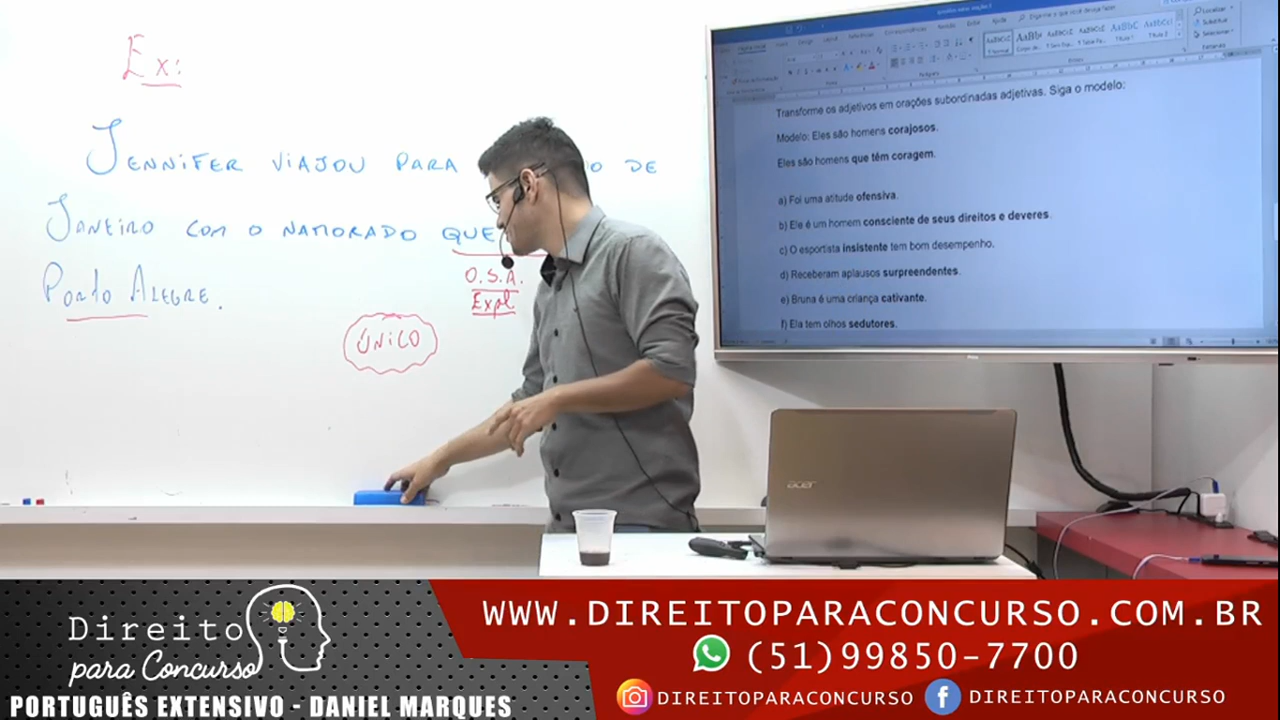 Ex:
JENNIFER VIAJOU PARA O DE
JANEIRO COM O NAMORADO QUE
PORTO ALEGRE.
O.S.A.
Expl
ÚNICO
Transforme os adjetivos em orações subordinadas adjetivas. Siga o modelo:
Modelo: Eles são homens corajosos.
Eles são homens que têm coragem.
a) Foi uma atitude ofensiva.
b) Ele é um homem consciente de seus direitos e deveres.
c) O esportista insistente tem bom desempenho.
d) Receberam aplausos surpreendentes.
e) Bruna é uma criança cativante.
f) Ela tem olhos sedutores.
acer
Direito
para Concurso
PORTUGUÊS EXTENSIVO - DANIEL MARQUES
WWW.DIREITOPARACONCURSO.COM.BR
(51)99850-7700
DIREITOPARACONCURSO
DIREITOPARACONCURSO